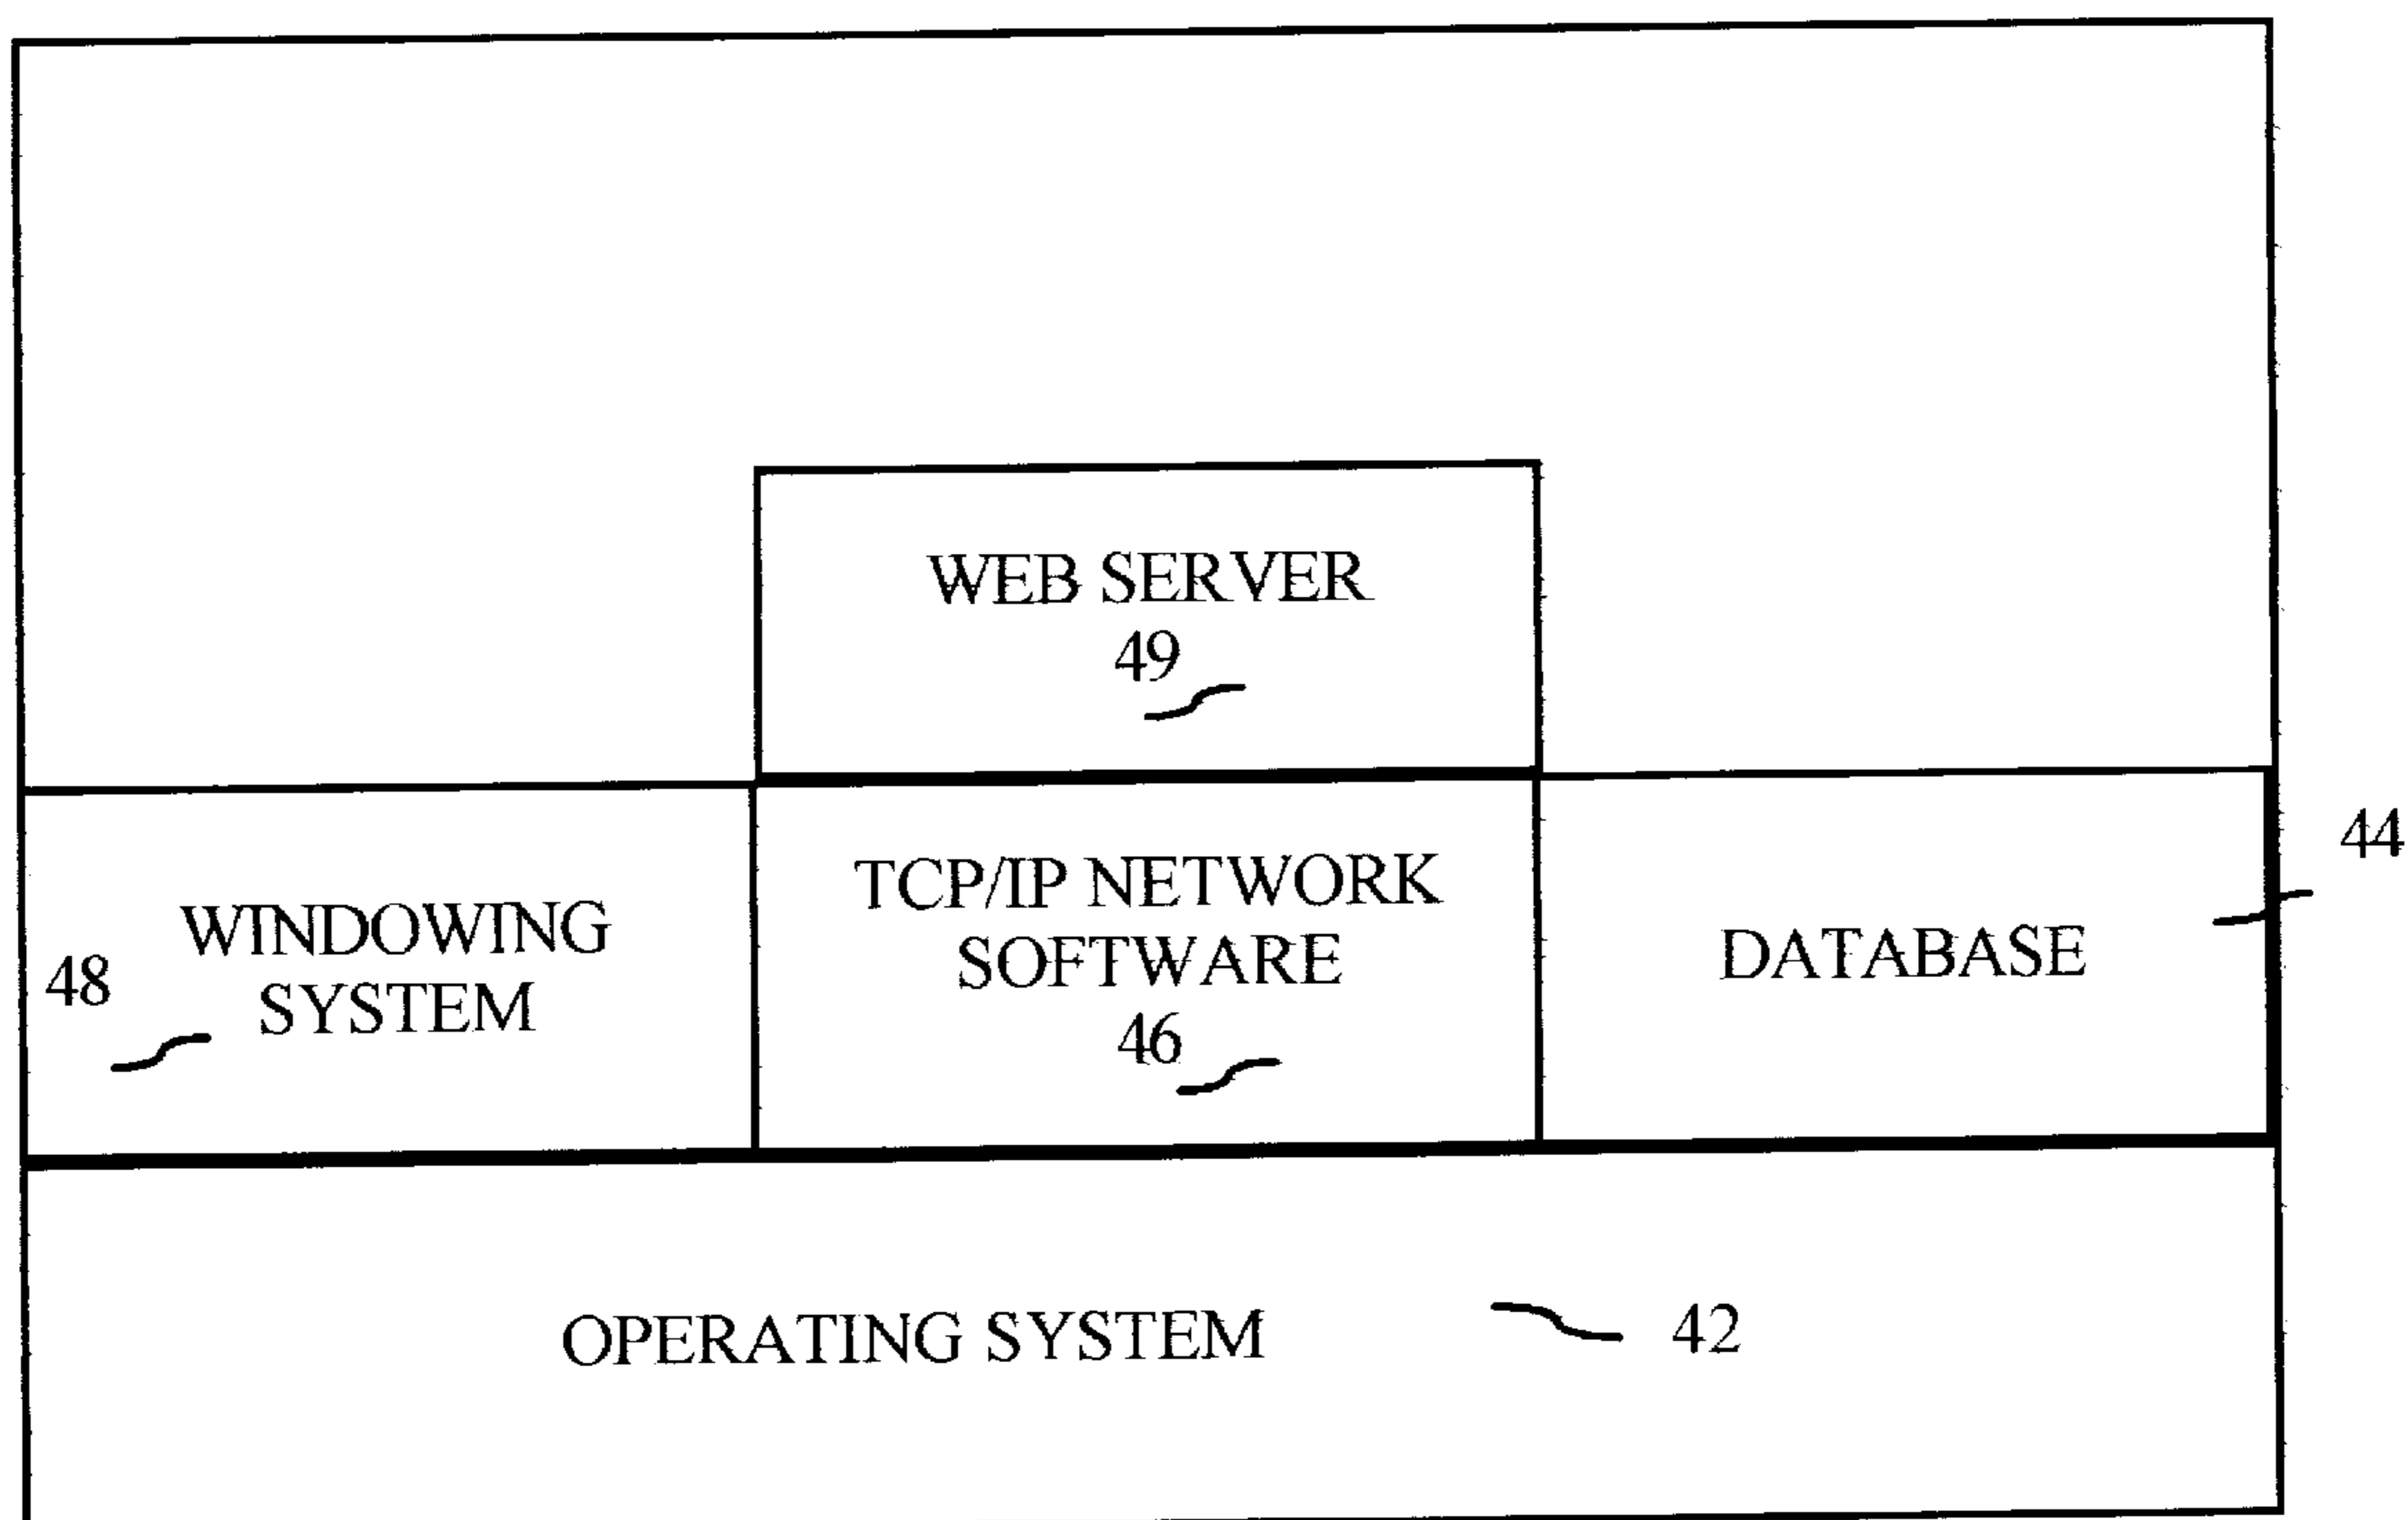 WEB SERVER
49
44
WINDOWING
SYSTEM
48
TCP/IP NETWORK
SOFTWARE
46
DATABASE
OPERATING SYSTEM
42